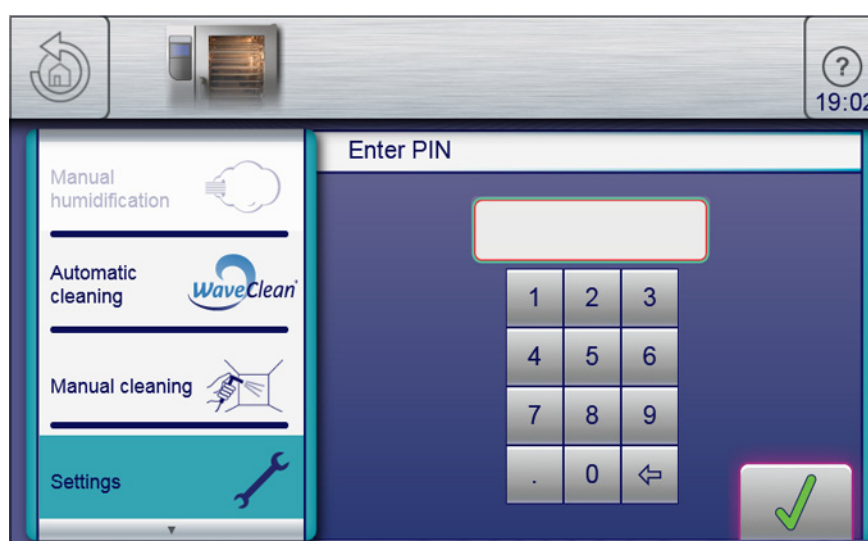 ?
19:02
Manual
humidification
Automatic
cleaning
WaveClean
Manual cleaning
Settings
Enter PIN
1 2 3
4 5 6
7 8 9
. 0